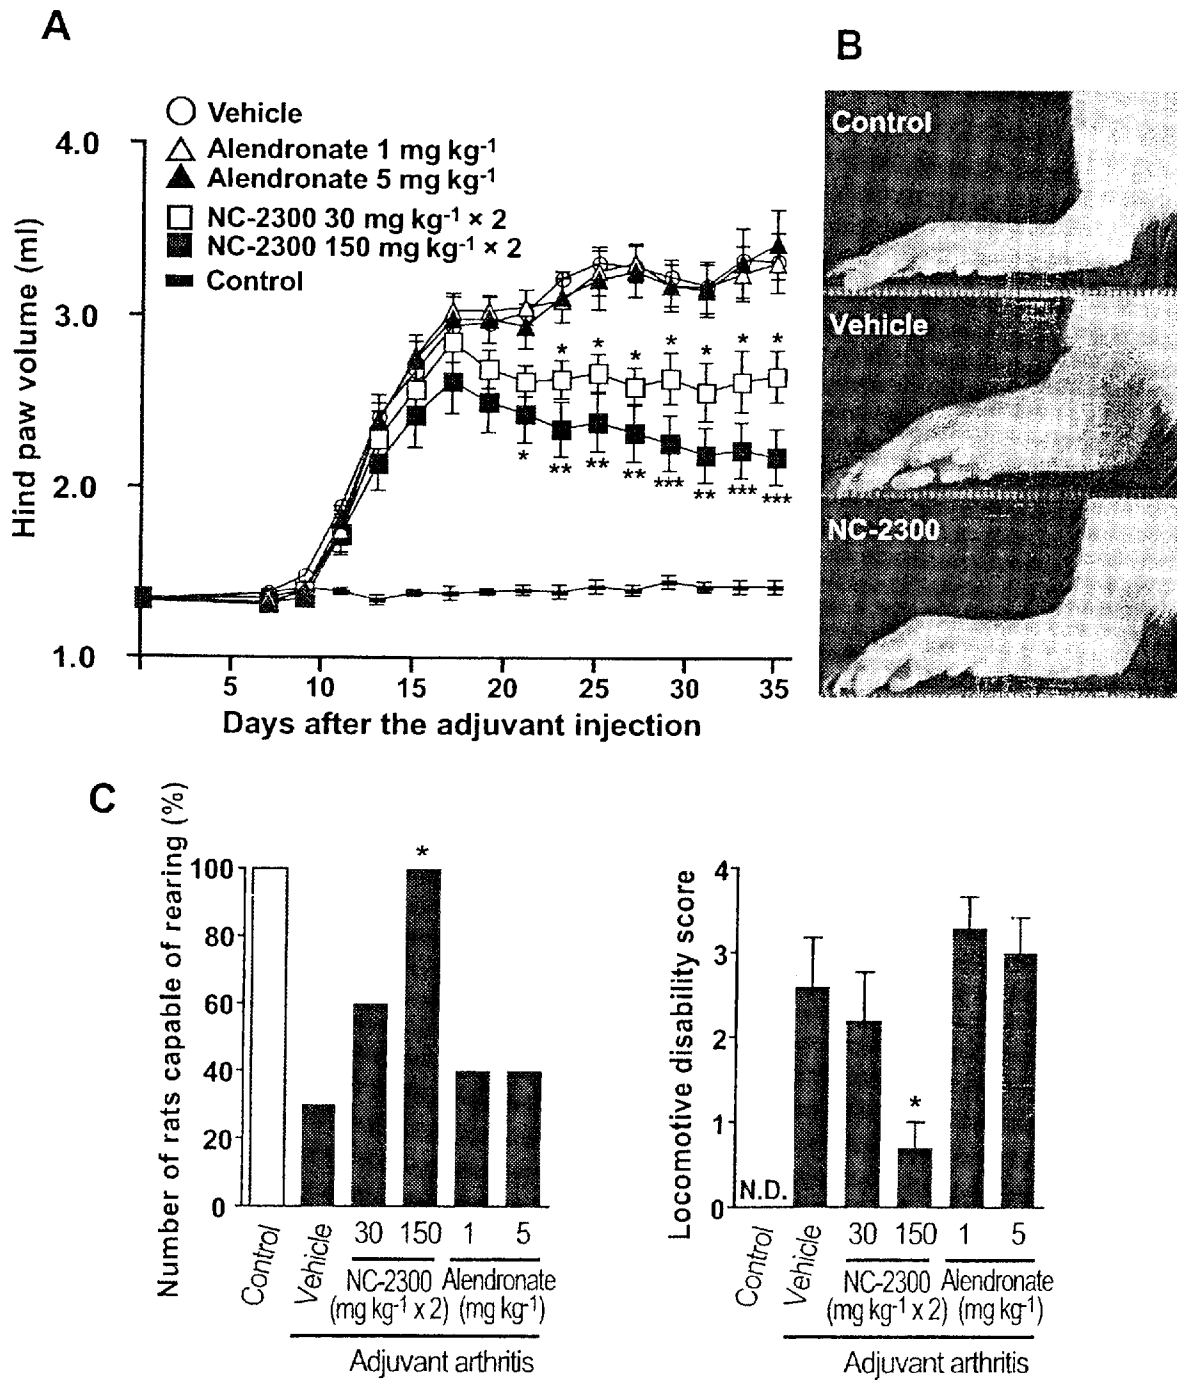 A
Vehicle
Alendronate 1 mg kg-1
Alendronate 5 mg kg-1
NC-2300 30 mg kg-1 × 2
NC-2300 150 mg kg-1 × 2
Control
Hind paw volume (ml)
4.0
3.0
2.0
1.0
* * * * * * *
* ** ** ** *** ** *** ***
5 10 15 20 25 30 35
Days after the adjuvant injection
B
Control
Vehicle
NC-2300
C
Number of rats capable of rearing (%)
100
80
60
40
20
0
*
Control
Vehicle
30 150 1 5
NC-2300 Alendronate
(mg kg-1 x 2) (mg kg-1)
Adjuvant arthritis
Locomotive disability score
4
3
2
1
0
N.D.
*
Control
Vehicle
30 150 1 5
NC-2300 Alendronate
(mg kg-1 x 2) (mg kg-1)
Adjuvant arthritis